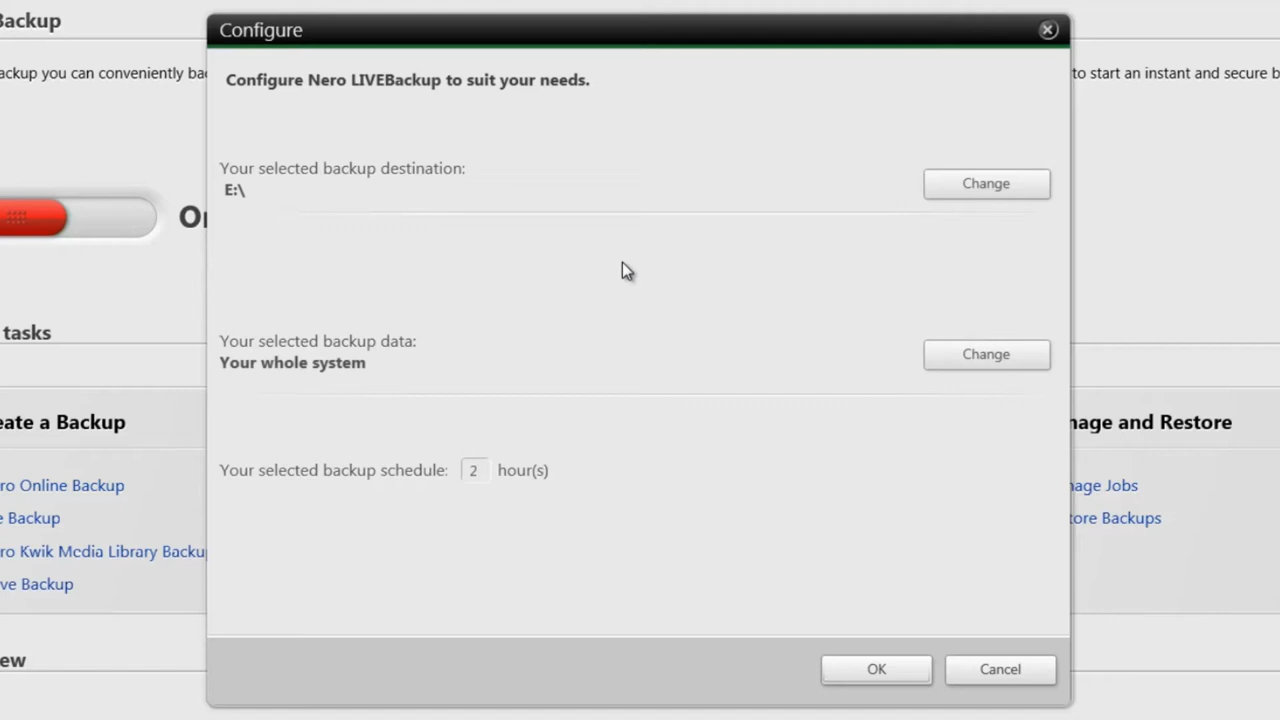 Backup
Configure
ackup you can conveniently bac
to start an instant and secure b
Configure Nero LIVEBackup to suit your needs.
Your selected backup destination:
E:\
Change
On
tasks
Your selected backup data:
Your whole system
Change
eate a Backup
nage and Restore
Your selected backup schedule: 2 hour(s)
ro Online Backup
nage Jobs
e Backup
tore Backups
ro Kwik Media Library Backup
ve Backup
ew
OK
Cancel